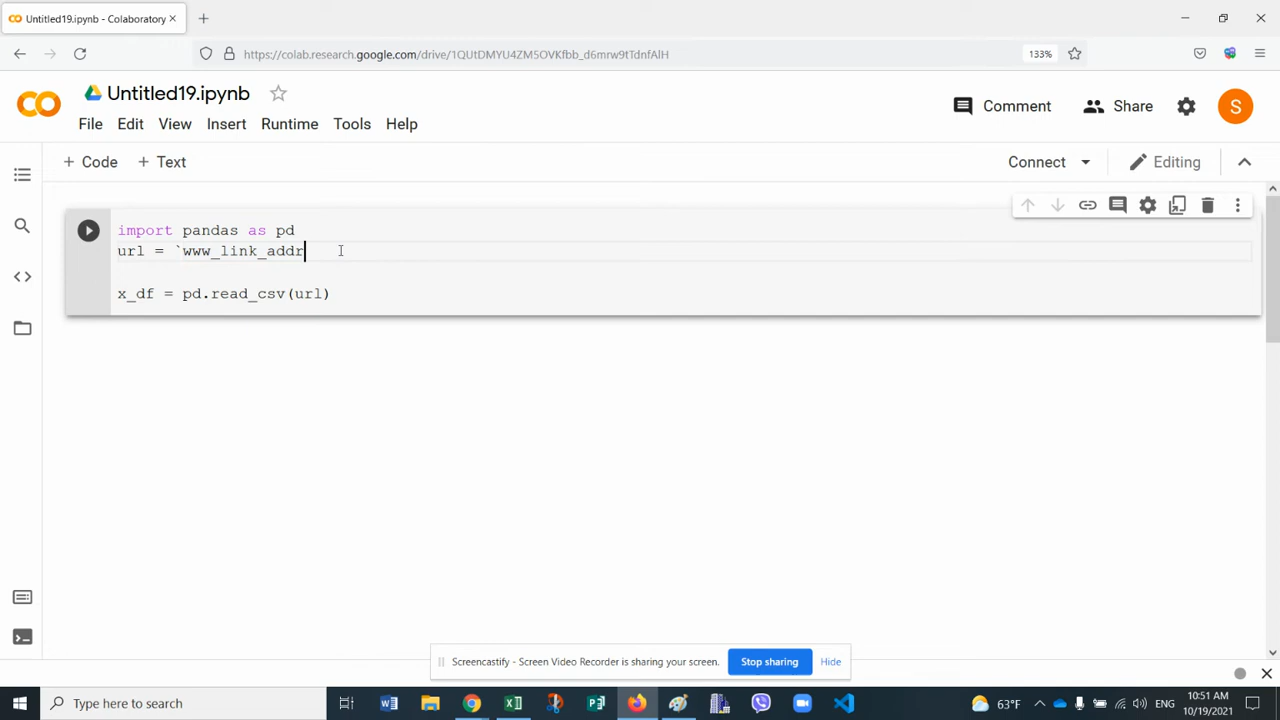 Untitled19.ipynb - Colaboratory
https://colab.research.google.com/drive/1QUtDMYU4ZM5OVKfbb_d6mrw9tTdnfAlH
133%
CO Untitled19.ipynb
Comment Share S
File Edit View Insert Runtime Tools Help
+ Code + Text
Connect Editing
import pandas as pd
url = `www_link_addr
x_df = pd.read_csv(url)
Screencastify - Screen Video Recorder is sharing your screen. Stop sharing Hide
Type here to search
63°F ENG
10:51 AM
10/19/2021